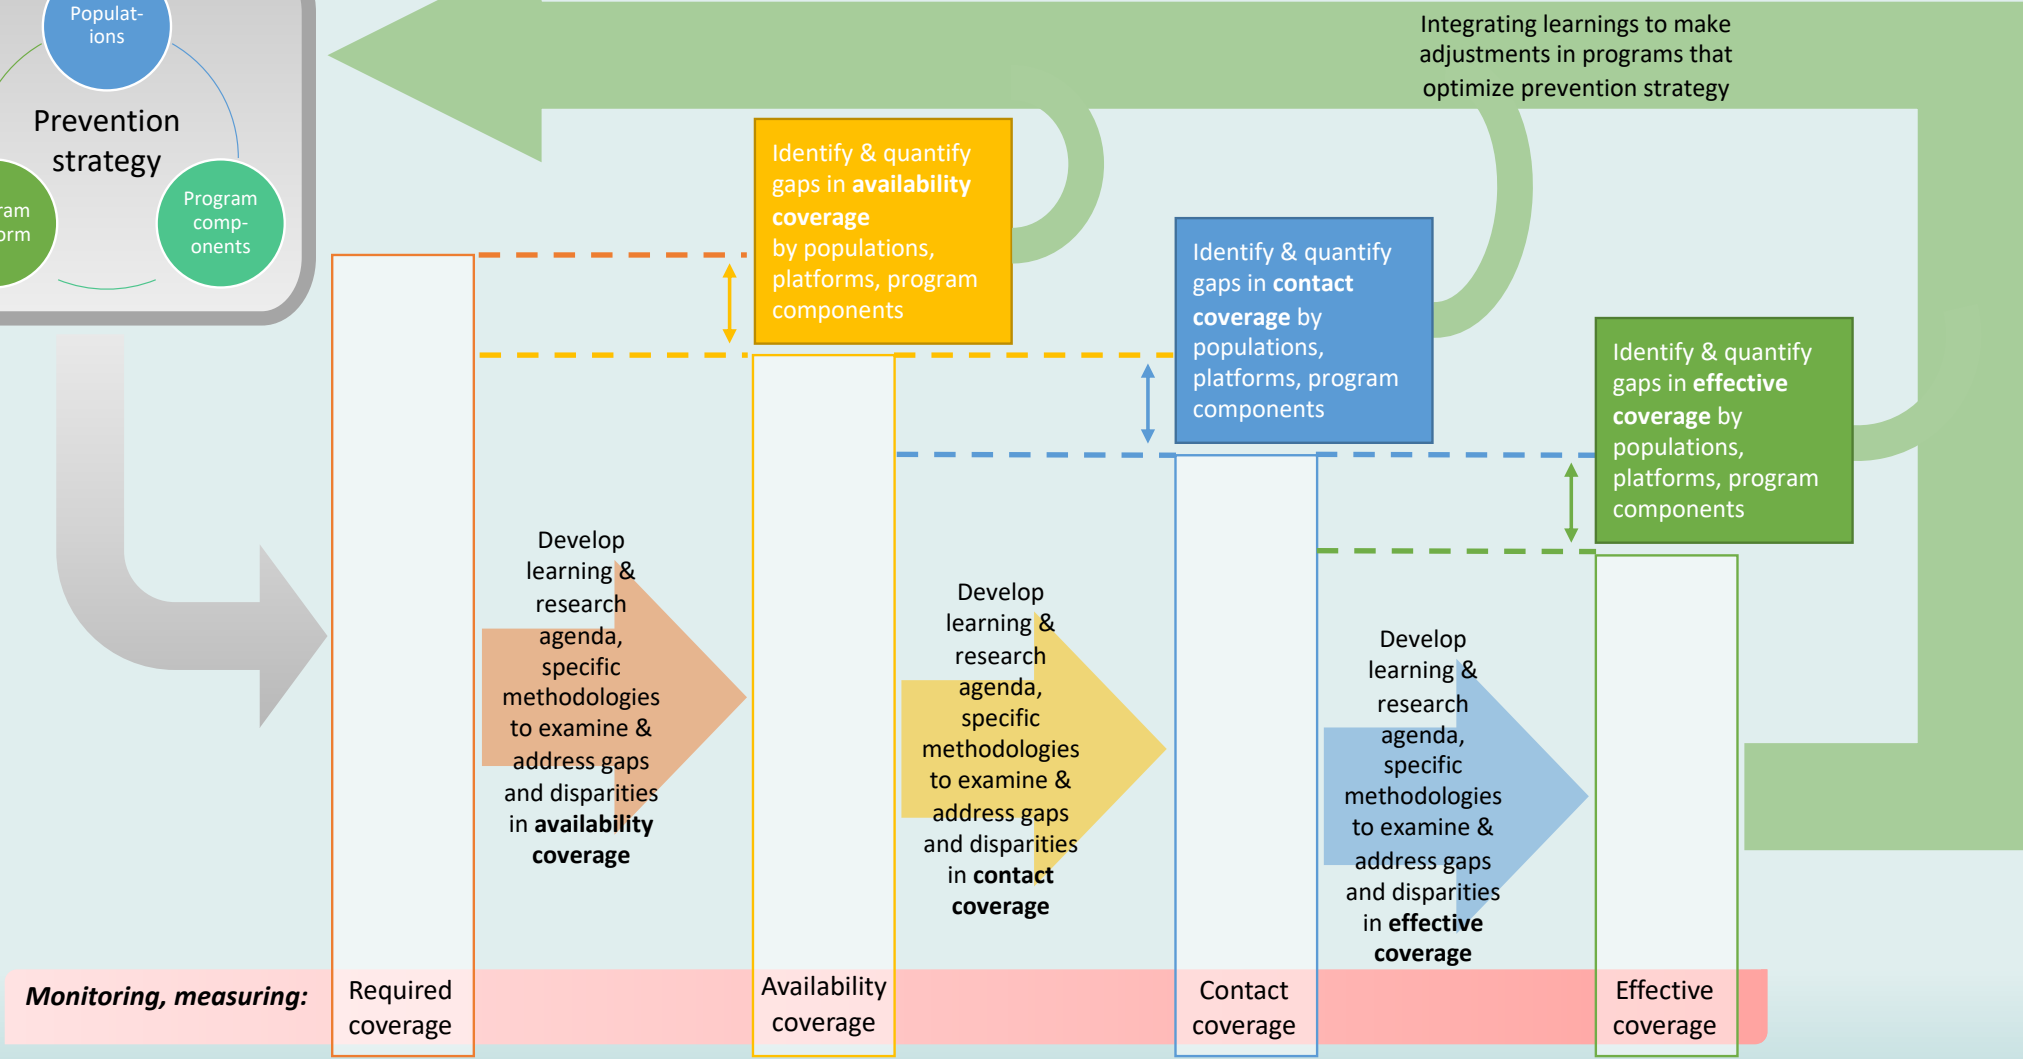 Populat-
ions
Prevention
strategy
ram
orm
Program
comp-
onents
Integrating learnings to make
adjustments in programs that
optimize prevention strategy
Identify & quantify
gaps in availability
coverage
by populations,
platforms, program
components
Identify & quantify
gaps in contact
coverage by
populations,
platforms, program
components
Identify & quantify
gaps in effective
coverage by
populations,
platforms, program
components
Develop
learning &
research
agenda,
specific
methodologies
to examine &
address gaps
and disparities
in availability
coverage
Develop
learning &
research
agenda,
specific
methodologies
to examine &
address gaps
and disparities
in contact
coverage
Develop
learning &
research
agenda,
specific
methodologies
to examine &
address gaps
and disparities
in effective
coverage
Monitoring, measuring:
Required
coverage
Availability
coverage
Contact
coverage
Effective
coverage